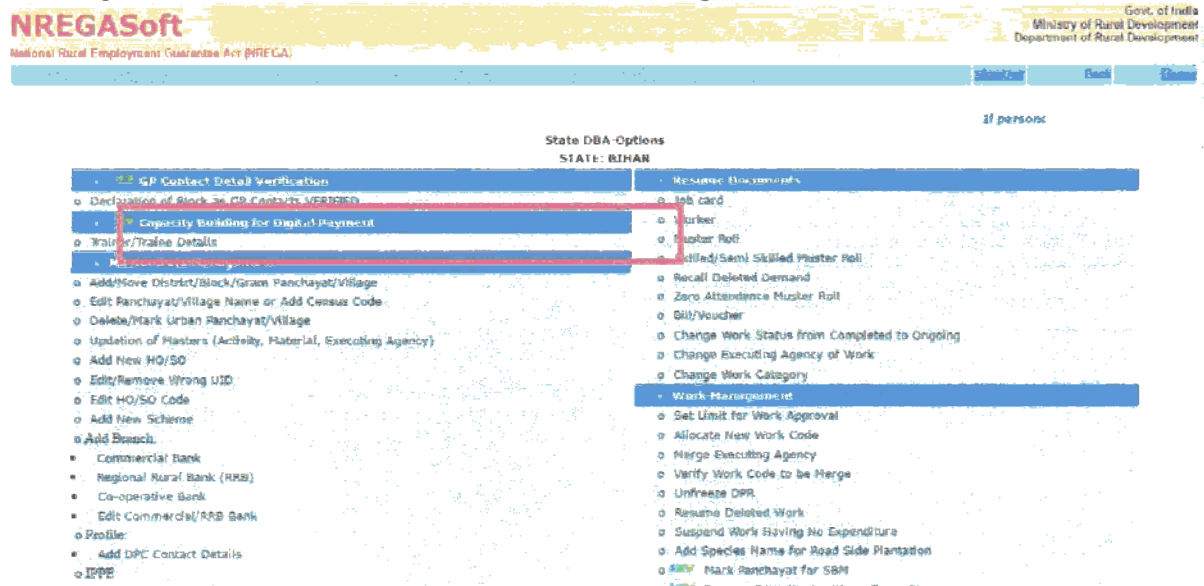 NREGASoft
National Rural Employment Guarantee Act (NREGA)
Govt. of India
Ministry of Rural Development
Department of Rural Development
Back
Home
State DBA-Options
STATE: BIHAR
GP Contact Detail Verification
Declaration of Block as GP Contacts VERIFIED
Capacity Building for Digital Payment
Trainer/Traine Details
Add/Move District/Block/Gram Panchayat/Village
Edit Panchayat/Village Name or Add Census Code
Delete/Mark Urban Panchayat/Village
Updation of Masters (Activity, Material, Executing Agency)
Add New HO/SO
Edit/Remove Wrong UID
Edit HO/SO Code
Add New Scheme
Add Branch:
Commercial Bank
Regional Rural Bank (RRB)
Co-operative Bank
Edit Commercial/RRB Bank
Profile:
Add DPC Contact Details
IPPE
Resume Documents
Job card
Worker
Muster Roll
Skilled/Semi Skilled Muster Roll
Recall Deleted Demand
Zero Attendence Muster Roll
Bill/Voucher
Change Work Status from Completed to Ongoing
Change Executing Agency of Work
Change Work Category
Work Management
Set Limit for Work Approval
Allocate New Work Code
Merge Executing Agency
Verify Work Code to be Merge
Unfreeze DPR
Resume Deleted Work
Suspend Work Having No Expenditure
Add Species Name for Road Side Plantation
Mark Panchayat for SBM